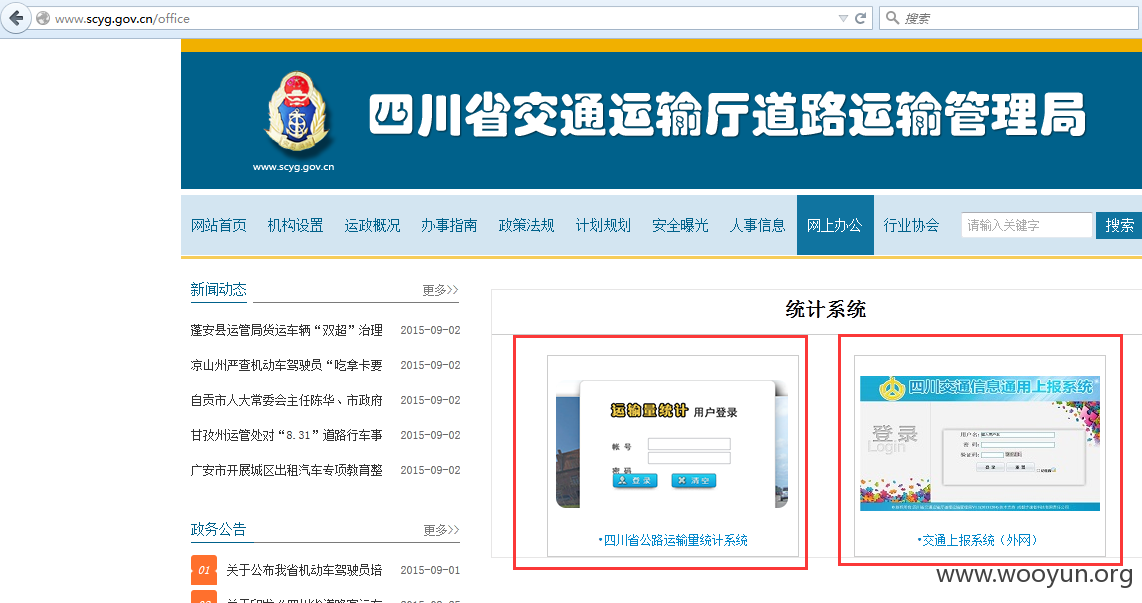 www.scyg.gov.cn/office
搜索
四川省交通运输厅道路运输管理局
www.scyg.gov.cn
网站首页 机构设置 运政概况 办事指南 政策法规 计划规划 安全曝光 人事信息 网上办公 行业协会 请输入关键字 搜索
新闻动态 更多>>
蓬安县运管局货运车辆“双超”治理 2015-09-02
凉山州严查机动车驾驶员“吃拿卡要 2015-09-02
自贡市人大常委会主任陈华、市政府 2015-09-02
甘孜州运管处对“8.31”道路行车事 2015-09-02
广安市开展城区出租汽车专项教育整 2015-09-02
政务公告 更多>>
01 关于公布我省机动车驾驶员培 2015-09-01
统计系统
运输量统计 用户登录
帐 号
密 码
登 录 清 空
•四川省公路运输量统计系统
四川交通信息通用上报系统
登录
Login
用户名:
密 码:
验证码:
•交通上报系统（外网）
www.wooyun.org